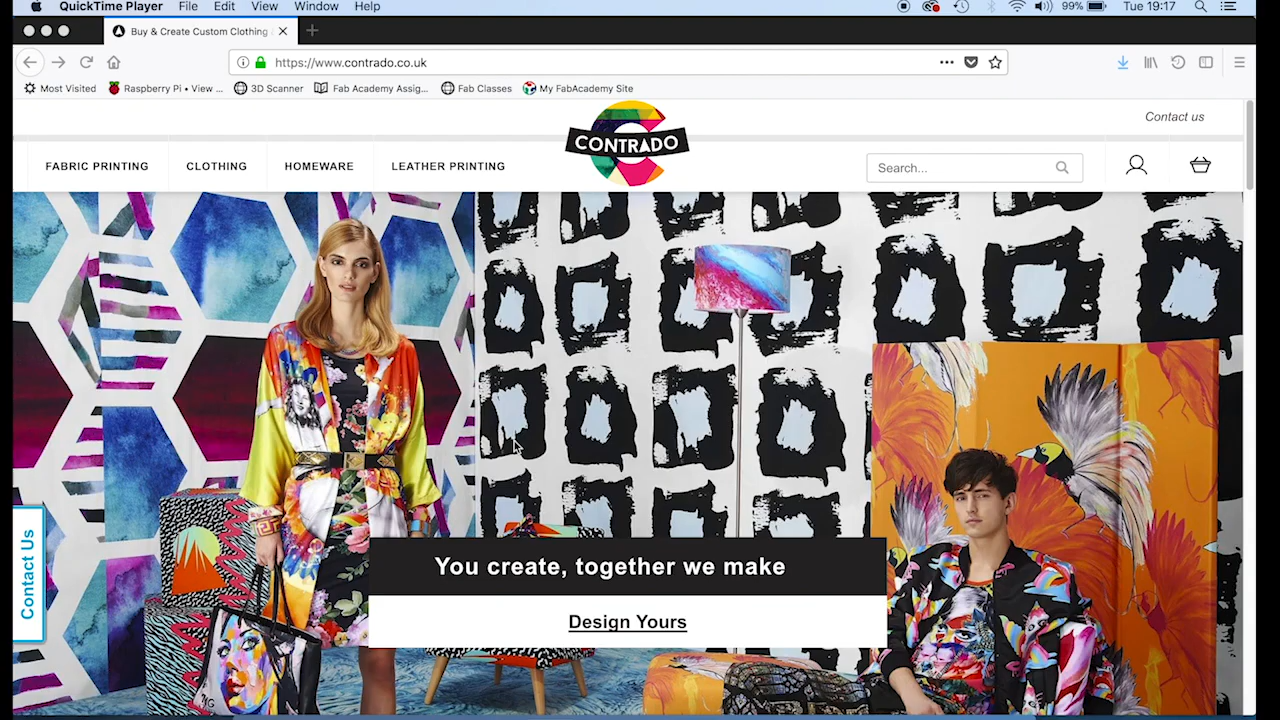 QuickTime Player File Edit View Window Help 99% Tue 19:17
Buy & Create Custom Clothing
https://www.contrado.co.uk
Most Visited Raspberry Pi • View ... 3D Scanner Fab Academy Assig... Fab Classes My FabAcademy Site
Contact us
CONTRADO
FABRIC PRINTING CLOTHING HOMEWARE LEATHER PRINTING Search...
Contact Us
You create, together we make
Design Yours